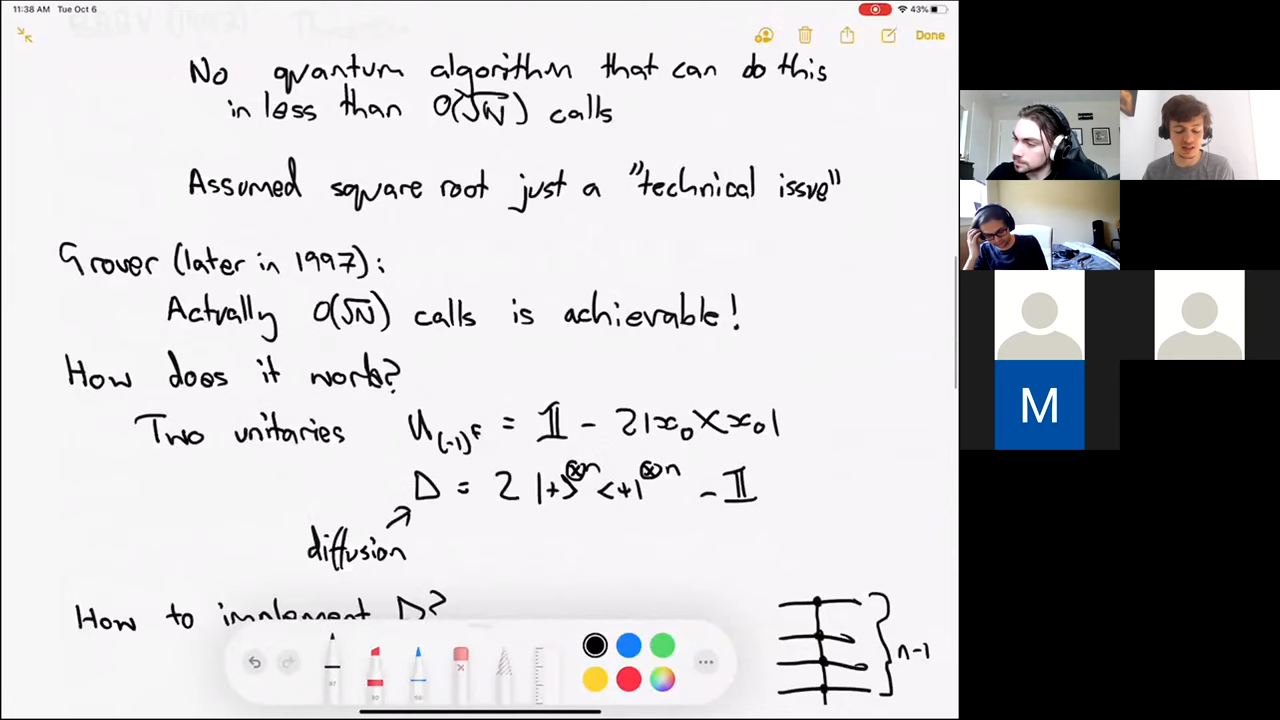 11:38 AM Tue Oct 6
43%
Done
No quantum algorithm that can do this
in less than O(√N) calls
Assumed square root just a "technical issue"
Grover (later in 1997):
Actually O(√N) calls is achievable!
How does it work?
Two unitaries U_(-1)^f = 𝟙 - 2|x₀X x₀|
D = 2 |+>^⊗n <+|^⊗n - 𝟙
diffusion
How to implement D?
n-1
M